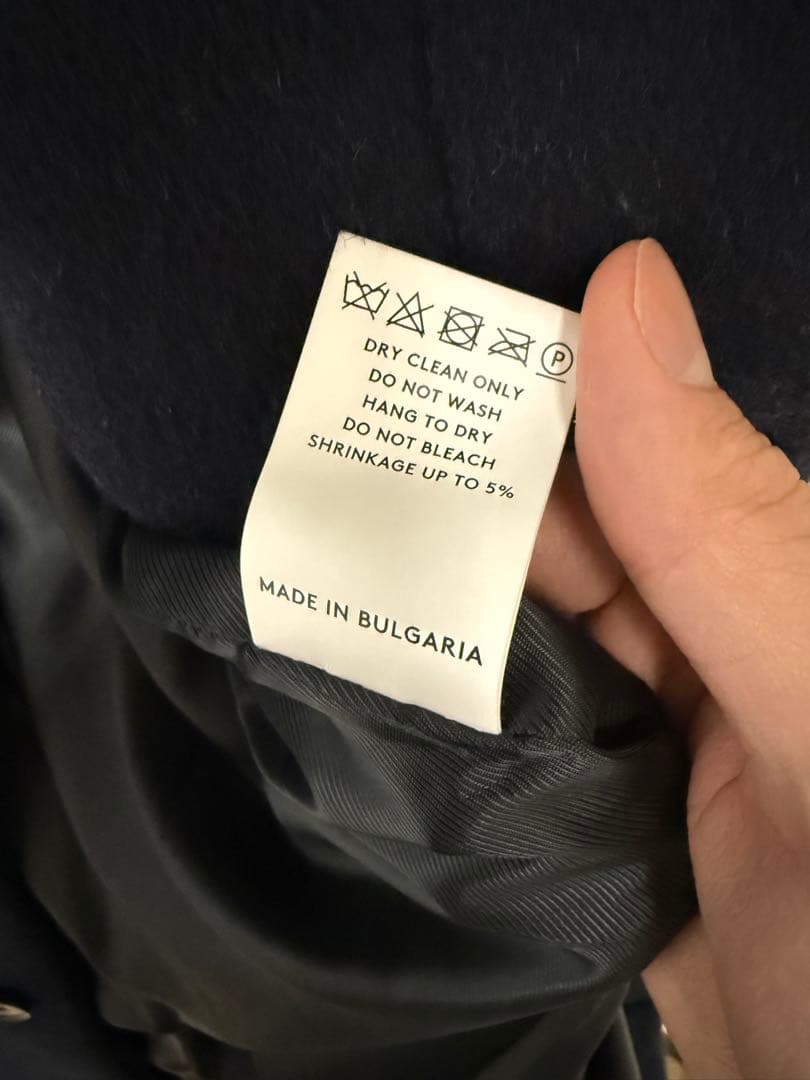 P
DRY CLEAN ONLY
DO NOT WASH
HANG TO DRY
DO NOT BLEACH
SHRINKAGE UP TO 5%
MADE IN BULGARIA